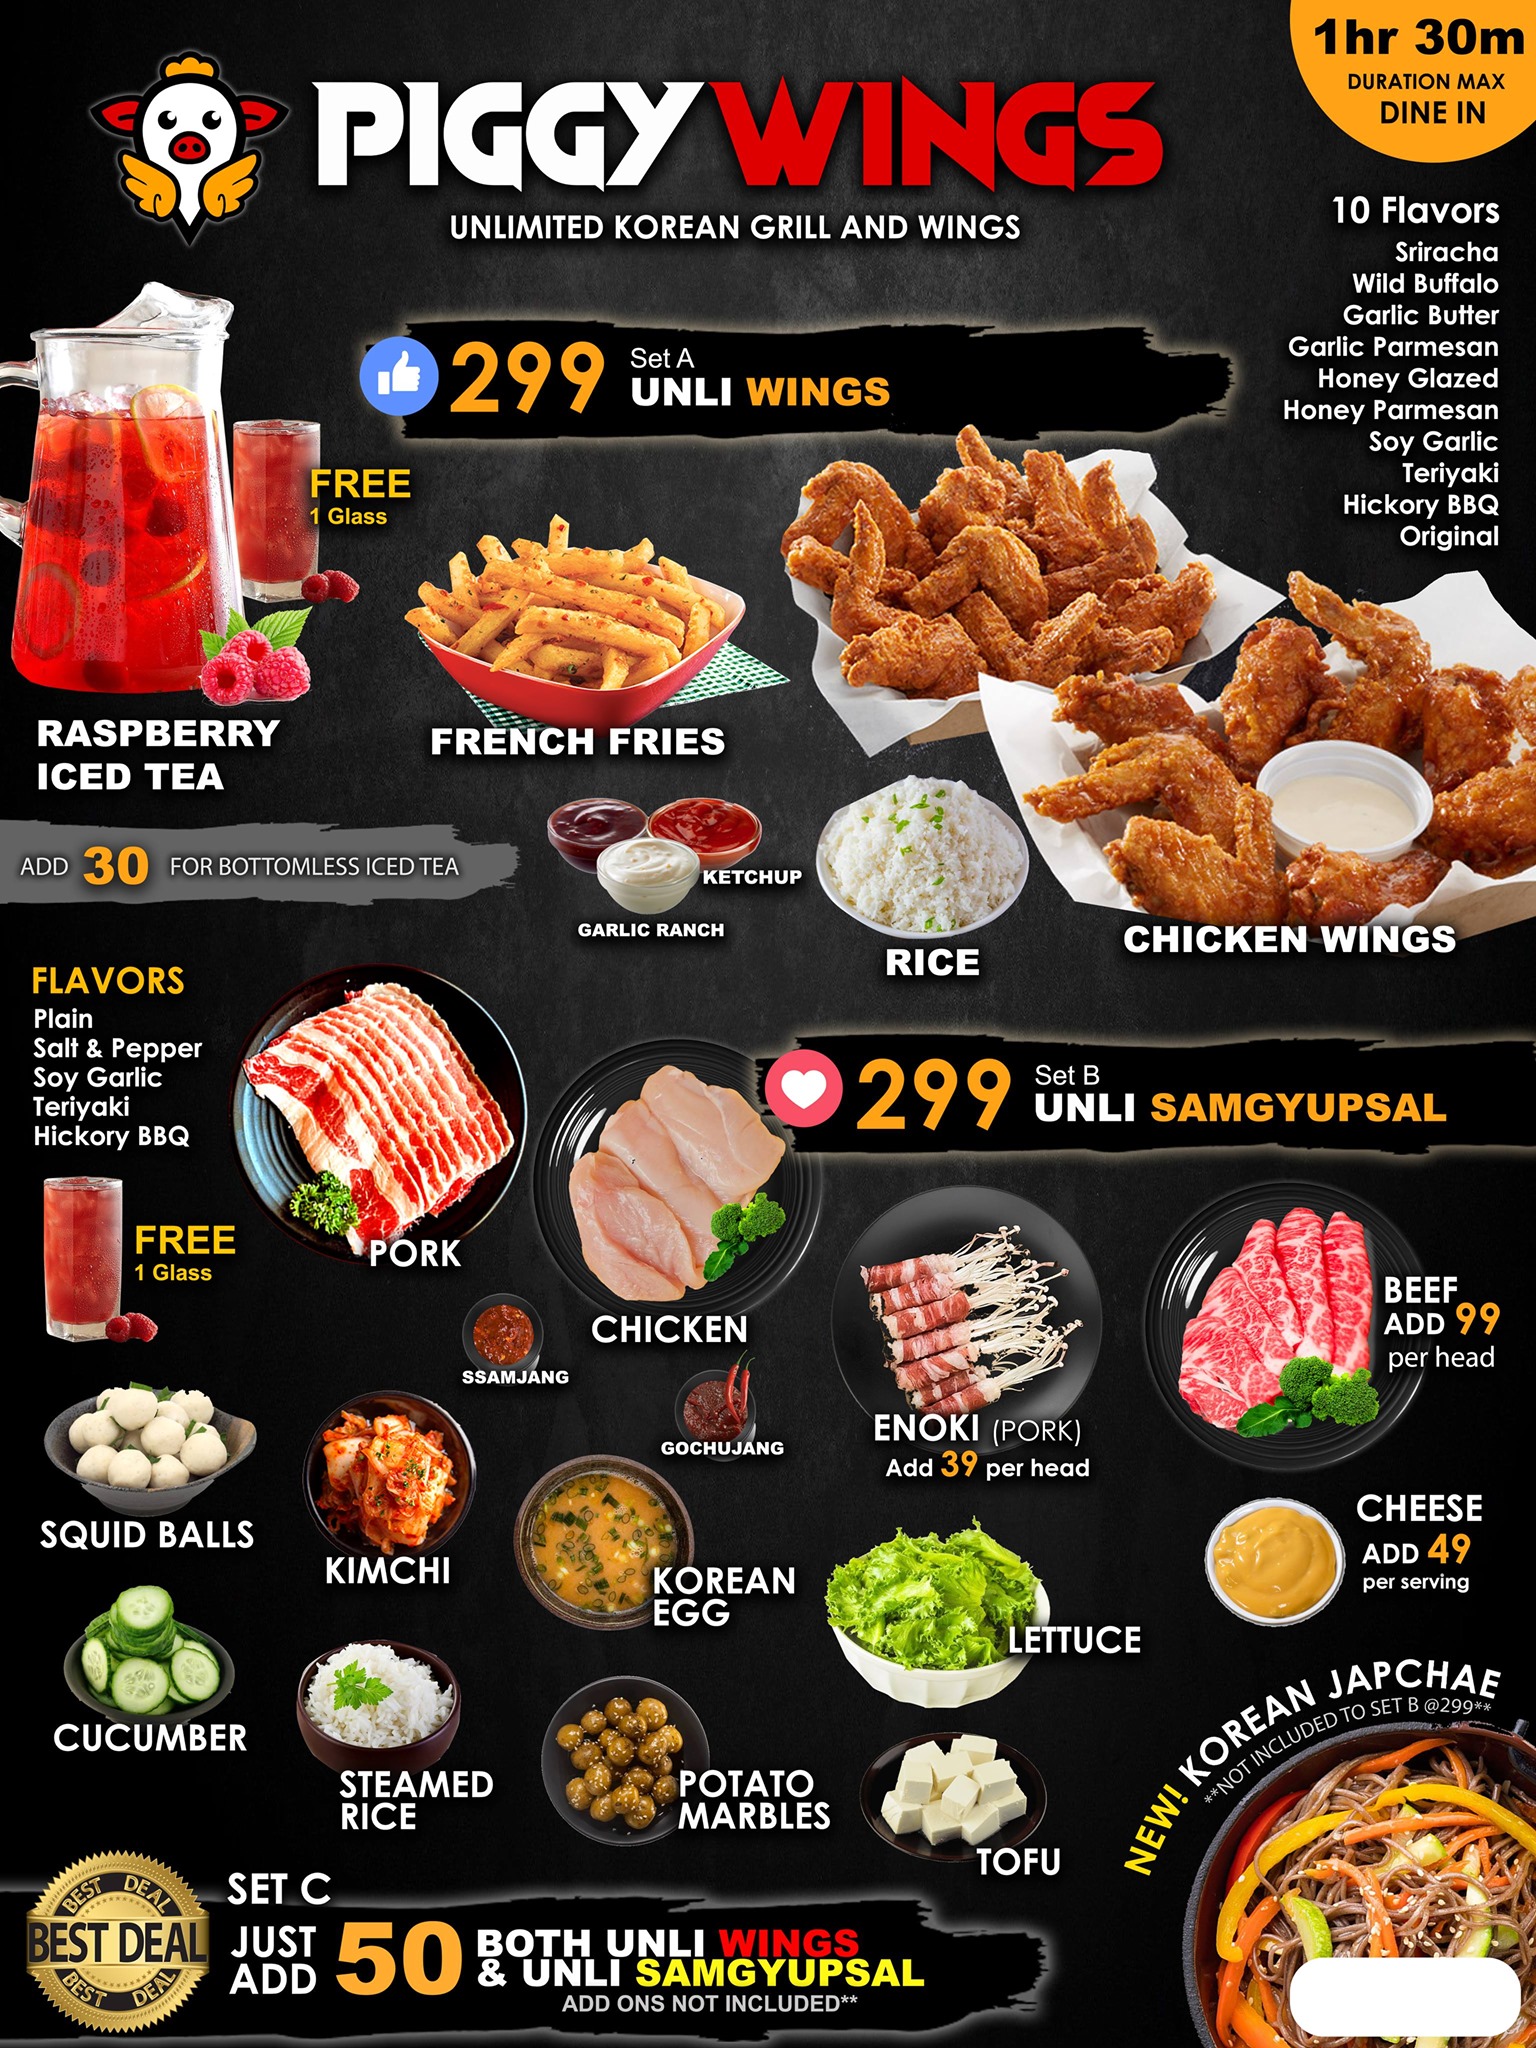 1hr 30m
DURATION MAX
DINE IN
PIGGYWINGS
UNLIMITED KOREAN GRILL AND WINGS
10 Flavors
Sriracha
Wild Buffalo
Garlic Butter
Garlic Parmesan
Honey Glazed
Honey Parmesan
Soy Garlic
Teriyaki
Hickory BBQ
Original
299 Set A
UNLI WINGS
FREE
1 Glass
RASPBERRY
ICED TEA
FRENCH FRIES
ADD 30 FOR BOTTOMLESS ICED TEA
KETCHUP
GARLIC RANCH
RICE
CHICKEN WINGS
FLAVORS
Plain
Salt & Pepper
Soy Garlic
Teriyaki
Hickory BBQ
299 Set B
UNLI SAMGYUPSAL
FREE
1 Glass
PORK
CHICKEN
SSAMJANG
GOCHUJANG
ENOKI (PORK)
Add 39 per head
BEEF
ADD 99
per head
SQUID BALLS
KIMCHI
KOREAN
EGG
LETTUCE
CHEESE
ADD 49
per serving
CUCUMBER
STEAMED
RICE
POTATO
MARBLES
TOFU
NEW! KOREAN JAPCHAE
**NOT INCLUDED TO SET B @299**
BEST DEAL
BEST DEAL
BEST DEAL
SET C
JUST
ADD 50
BOTH UNLI WINGS
& UNLI SAMGYUPSAL
ADD ONS NOT INCLUDED**